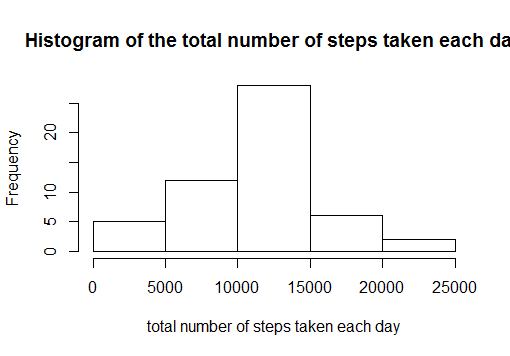 Histogram of the total number of steps taken each da
Frequency
20
10
5
0
0 5000 10000 15000 20000 25000
total number of steps taken each day